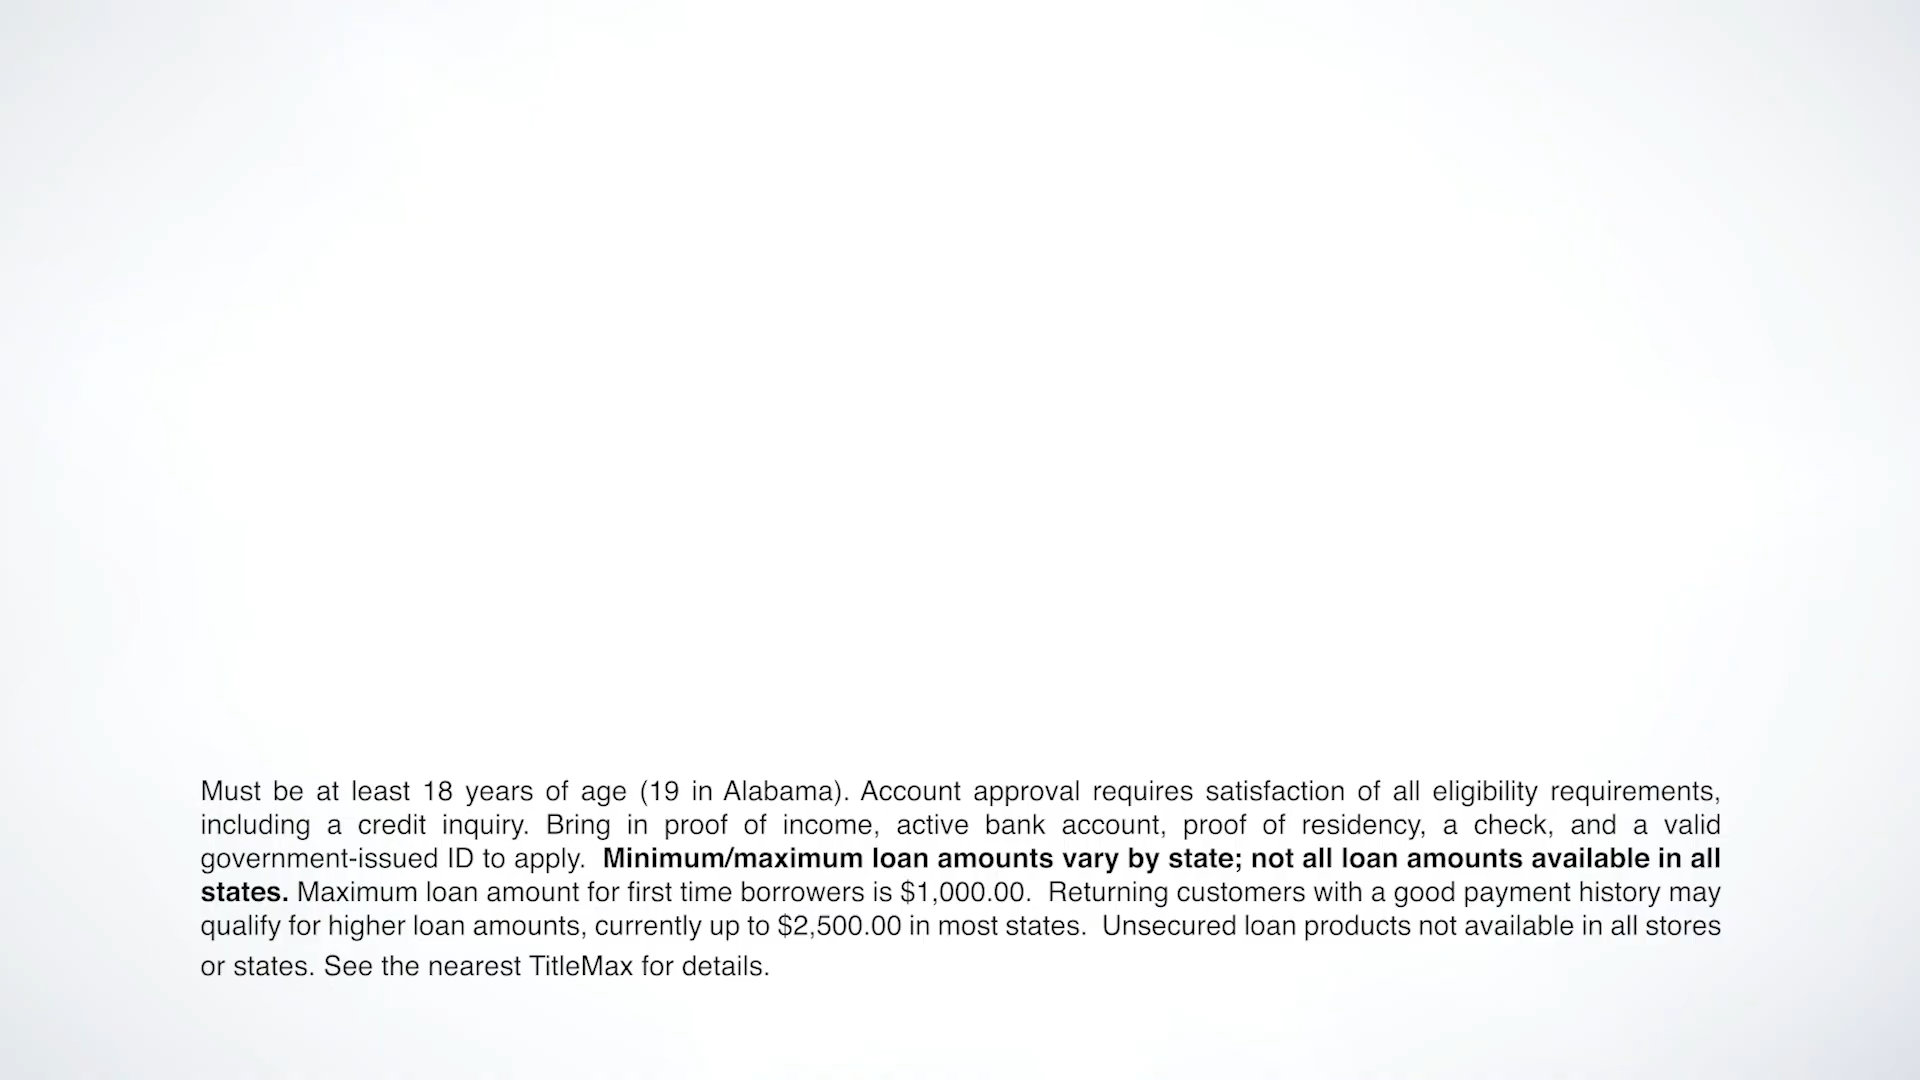 Must be at least 18 years of age (19 in Alabama). Account approval requires satisfaction of all eligibility requirements,
including a credit inquiry. Bring in proof of income, active bank account, proof of residency, a check, and a valid
government-issued ID to apply.  Minimum/maximum loan amounts vary by state; not all loan amounts available in all
states. Maximum loan amount for first time borrowers is $1,000.00.  Returning customers with a good payment history may
qualify for higher loan amounts, currently up to $2,500.00 in most states.  Unsecured loan products not available in all stores
or states. See the nearest TitleMax for details.